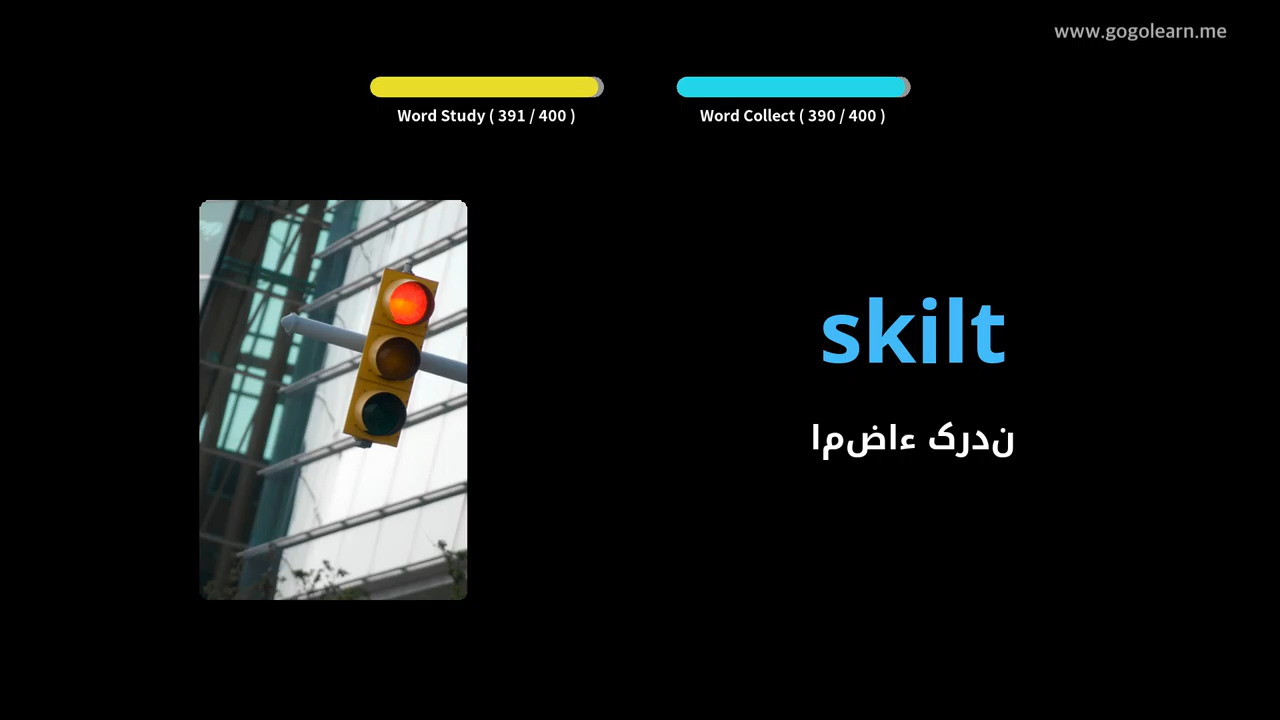 www.gogolearn.me
Word Study ( 391 / 400 )
Word Collect ( 390 / 400 )
skilt
امضاء کردن